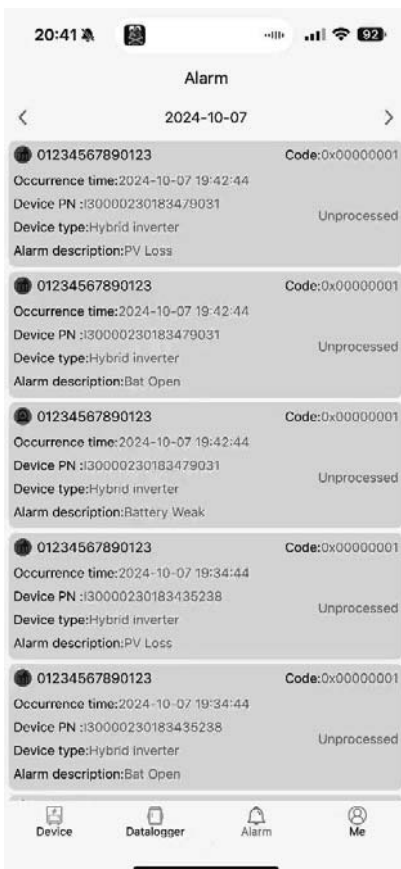 20:41
92
Alarm
2024-10-07
01234567890123 Code:0x00000001
Occurrence time:2024-10-07 19:42:44
Device PN :I30000230183479031
Unprocessed
Device type:Hybrid inverter
Alarm description:PV Loss
01234567890123 Code:0x00000001
Occurrence time:2024-10-07 19:42:44
Device PN :I30000230183479031
Unprocessed
Device type:Hybrid inverter
Alarm description:Bat Open
01234567890123 Code:0x00000001
Occurrence time:2024-10-07 19:42:44
Device PN :I30000230183479031
Unprocessed
Device type:Hybrid inverter
Alarm description:Battery Weak
01234567890123 Code:0x00000001
Occurrence time:2024-10-07 19:34:44
Device PN :I30000230183435238
Unprocessed
Device type:Hybrid inverter
Alarm description:PV Loss
01234567890123 Code:0x00000001
Occurrence time:2024-10-07 19:34:44
Device PN :I30000230183435238
Unprocessed
Device type:Hybrid inverter
Alarm description:Bat Open
Device Datalogger Alarm Me